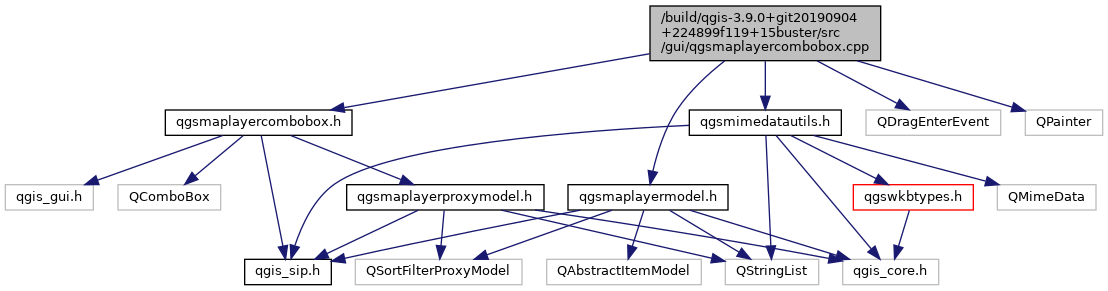 /build/qgis-3.9.0+git20190904
+224899f119+15buster/src
/gui/qgsmaplayercombobox.cpp
qgsmaplayercombobox.h
qgsmimedatautils.h
QDragEnterEvent
QPainter
qgis_gui.h
QComboBox
qgsmaplayerproxymodel.h
qgsmaplayermodel.h
qgswkbtypes.h
QMimeData
qgis_sip.h
QSortFilterProxyModel
QAbstractItemModel
QStringList
qgis_core.h